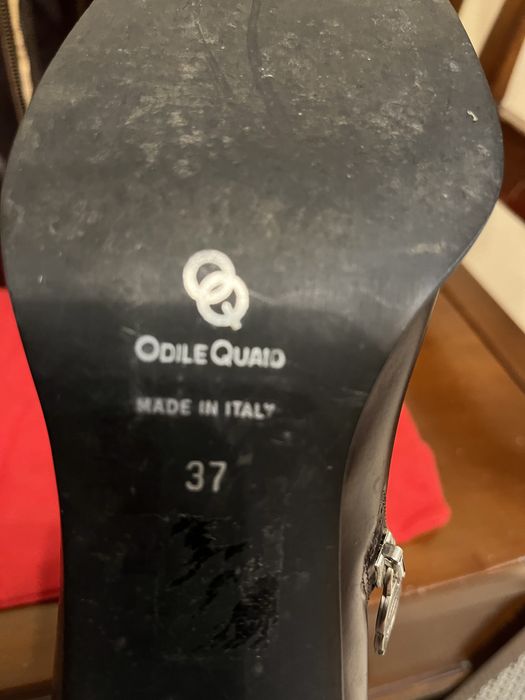 OQ
ODILE QUAID
MADE IN ITALY
37